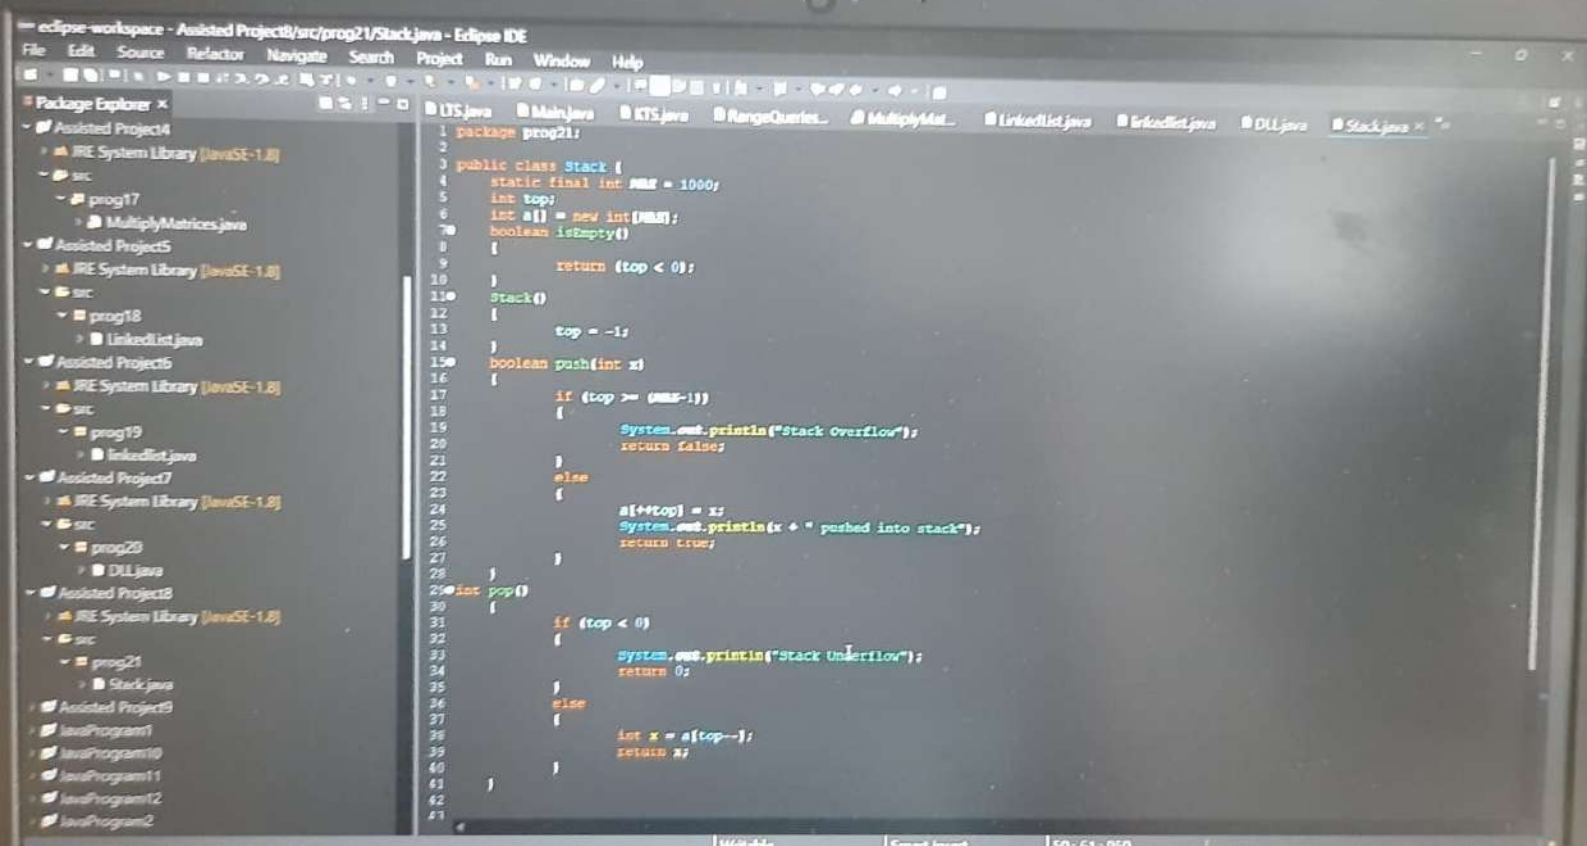 eclipse-workspace - Assisted Project8/src/prog21/Stack.java - Eclipse IDE
File Edit Source Refactor Navigate Search Project Run Window Help
Package Explorer ×
Assisted Project4
JRE System Library [JavaSE-1.8]
src
prog17
MultiplyMatrices.java
Assisted Project5
JRE System Library [JavaSE-1.8]
src
prog18
LinkedList.java
Assisted Project6
JRE System Library [JavaSE-1.8]
src
prog19
linkedlist.java
Assisted Project7
JRE System Library [JavaSE-1.8]
src
prog20
DLL.java
Assisted Project8
JRE System Library [JavaSE-1.8]
src
prog21
Stack.java
Assisted Project9
JavaProgram1
JavaProgram10
JavaProgram11
JavaProgram12
JavaProgram2
LTS.java Main.java KTS.java RangeQueries... MultiplyMat... LinkedList.java linkedlist.java DLL.java Stack.java ×
1 package prog21;
2
3 public class Stack {
4 static final int = 1000;
5 int top;
6 int a[] = new int[];
7 boolean isEmpty()
8 {
9 return (top < 0);
10 }
11 Stack()
12 {
13 top = -1;
14 }
15 boolean push(int x)
16 {
17 if (top >= (-1))
18 {
19 System.out.println("Stack Overflow");
20 return false;
21 }
22 else
23 {
24 a[++top] = x;
25 System.out.println(x + " pushed into stack");
26 return true;
27 }
28 }
29 int pop()
30 {
31 if (top < 0)
32 {
33 System.out.println("Stack Underflow");
34 return 0;
35 }
36 else
37 {
38 int x = a[top--];
39 return x;
40 }
41 }
42
43
Writable Smart Insert